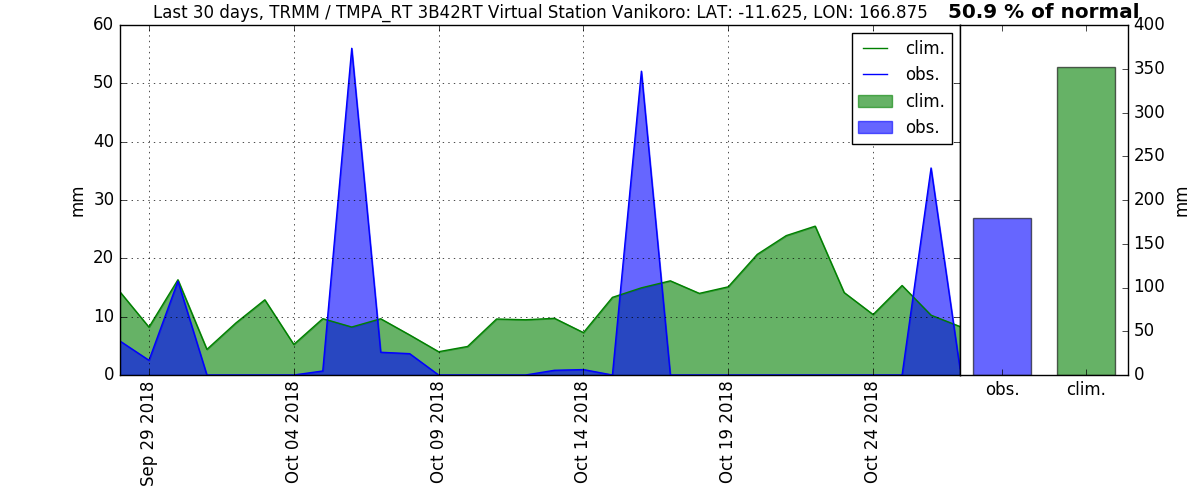 Last 30 days, TRMM / TMPA_RT 3B42RT Virtual Station Vanikoro: LAT: -11.625, LON: 166.875
50.9 % of normal
60
50
40
30
20
10
0
mm
clim.
obs.
clim.
obs.
Sep 29 2018
Oct 04 2018
Oct 09 2018
Oct 14 2018
Oct 19 2018
Oct 24 2018
400
350
300
250
200
150
100
50
0
mm
obs.
clim.